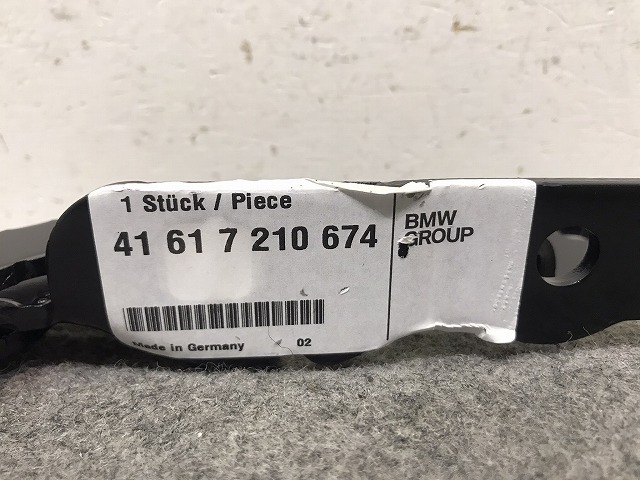 1 Stück / Piece
41 61 7 210 674
BMW
GROUP
Made in Germany
02